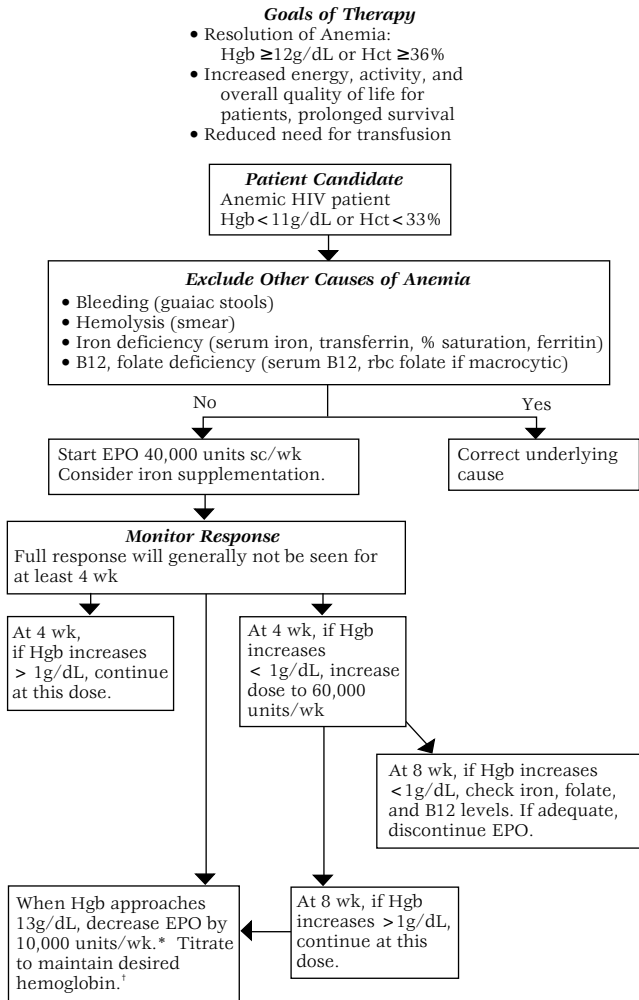 Goals of Therapy
• Resolution of Anemia:
Hgb ≥12g/dL or Hct ≥36%
• Increased energy, activity, and
overall quality of life for
patients, prolonged survival
• Reduced need for transfusion
Patient Candidate
Anemic HIV patient
Hgb<11g/dL or Hct<33%
Exclude Other Causes of Anemia
• Bleeding (guaiac stools)
• Hemolysis (smear)
• Iron deficiency (serum iron, transferrin, % saturation, ferritin)
• B12, folate deficiency (serum B12, rbc folate if macrocytic)
No
Yes
Start EPO 40,000 units sc/wk
Consider iron supplementation.
Correct underlying
cause
Monitor Response
Full response will generally not be seen for
at least 4 wk
At 4 wk,
if Hgb increases
> 1g/dL, continue
at this dose.
At 4 wk, if Hgb
increases
< 1g/dL, increase
dose to 60,000
units/wk
At 8 wk, if Hgb increases
<1g/dL, check iron, folate,
and B12 levels. If adequate,
discontinue EPO.
When Hgb approaches
13g/dL, decrease EPO by
10,000 units/wk.* Titrate
to maintain desired
hemoglobin.†
At 8 wk, if Hgb
increases >1g/dL,
continue at this
dose.